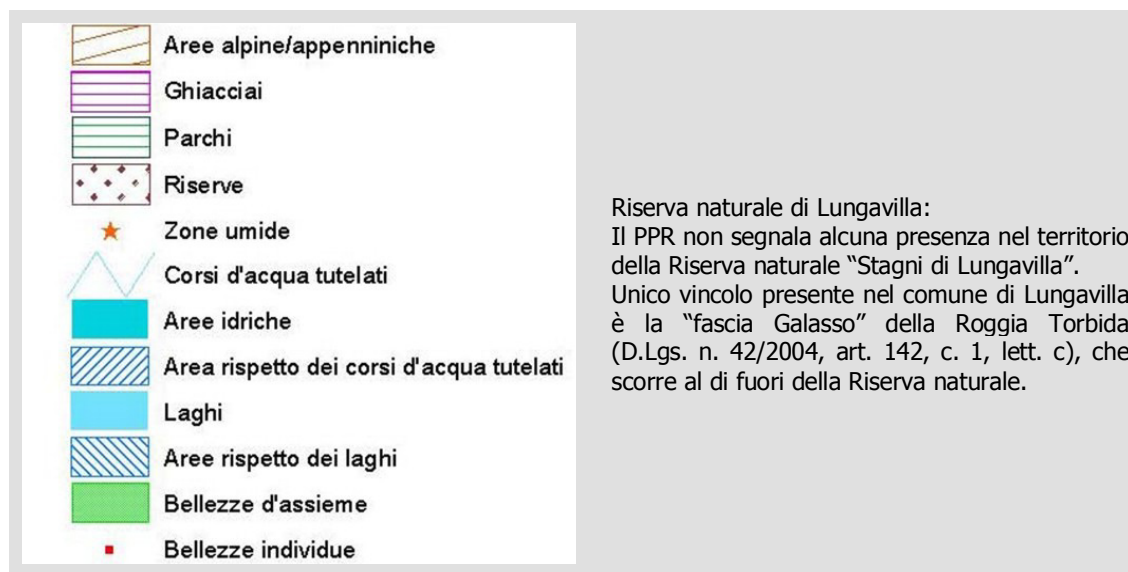 Aree alpine/appenniniche
Ghiacciai
Parchi
Riserve
Zone umide
Corsi d'acqua tutelati
Aree idriche
Area rispetto dei corsi d'acqua tutelati
Laghi
Aree rispetto dei laghi
Bellezze d'assieme
Bellezze individue
Riserva naturale di Lungavilla:
Il PPR non segnala alcuna presenza nel territorio
della Riserva naturale “Stagni di Lungavilla”.
Unico vincolo presente nel comune di Lungavilla
è la “fascia Galasso” della Roggia Torbida
(D.Lgs. n. 42/2004, art. 142, c. 1, lett. c), che
scorre al di fuori della Riserva naturale.